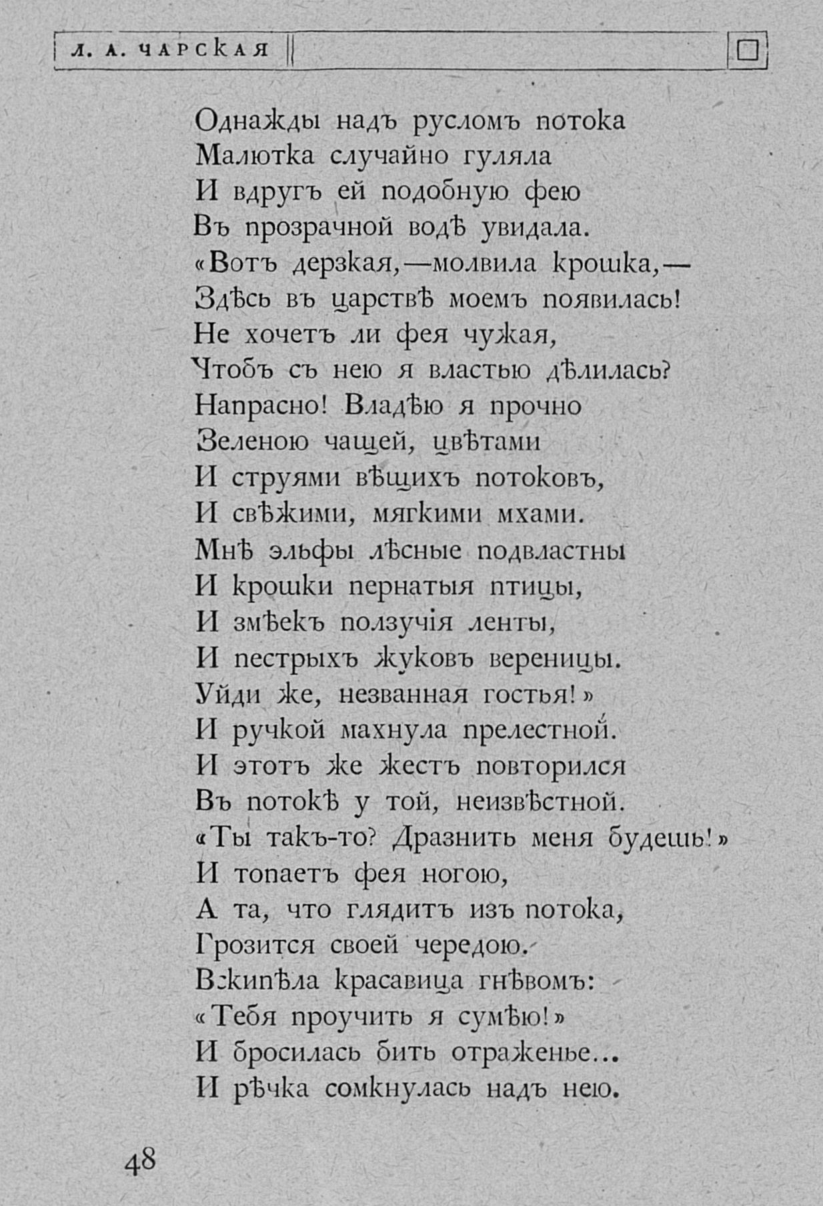 Л. А. ЧАРСКАЯ
Однажды надъ русломъ потока
Малютка случайно гуляла
И вдругъ ей подобную фею
Въ прозрачной водѣ увидала.
«Вотъ дерзкая,—молвила крошка,—
Здѣсь въ царствѣ моемъ появилась!
Не хочетъ ли фея чужая,
Чтобъ съ нею я властью дѣлилась?
Напрасно! Владѣю я прочно
Зеленою чащей, цвѣтами
И струями вѣщихъ потоковъ,
И свѣжими, мягкими мхами.
Мнѣ эльфы лѣсные подвластны
И крошки пернатыя птицы,
И змѣекъ ползучія ленты,
И пестрыхъ жуковъ вереницы.
Уйди же, незванная гостья!»
И ручкой махнула прелестной.
И этотъ же жестъ повторился
Въ потокѣ у той, неизвѣстной.
«Ты такъ-то? Дразнить меня будешь!»
И топаетъ фея ногою,
А та, что глядитъ изъ потока,
Грозится своей чередою.
Вскипѣла красавица гнѣвомъ:
«Тебя проучить я сумѣю!»
И бросилась бить отраженье...
И рѣчка сомкнулась надъ нею.
48